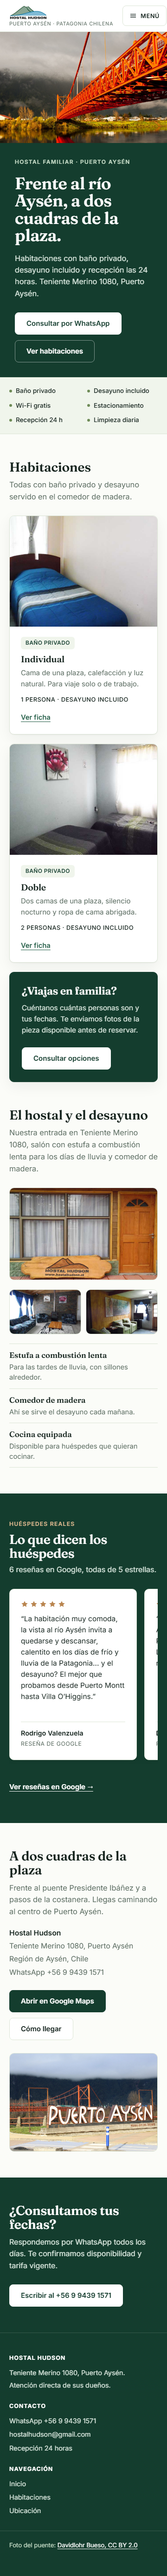 HOSTAL HUDSON
PUERTO AYSÉN · PATAGONIA CHILENA
MENÚ
HOSTAL FAMILIAR · PUERTO AYSÉN
Frente al río
Aysén, a dos
cuadras de la
plaza.
Habitaciones con baño privado,
desayuno incluido y recepción las 24
horas. Teniente Merino 1080, Puerto
Aysén.
Consultar por WhatsApp
Ver habitaciones
Baño privado
Desayuno incluido
Wi-Fi gratis
Estacionamiento
Recepción 24 h
Limpieza diaria
Habitaciones
Todas con baño privado y desayuno
servido en el comedor de madera.
BAÑO PRIVADO
Individual
Cama de una plaza, calefacción y luz
natural. Para viaje solo o de trabajo.
1 PERSONA · DESAYUNO INCLUIDO
Ver ficha
BAÑO PRIVADO
Doble
Dos camas de una plaza, silencio
nocturno y ropa de cama abrigada.
2 PERSONAS · DESAYUNO INCLUIDO
Ver ficha
¿Viajas en familia?
Cuéntanos cuántas personas son y
tus fechas. Te enviamos fotos de la
pieza disponible antes de reservar.
Consultar opciones
El hostal y el desayuno
Nuestra entrada en Teniente Merino
1080, salón con estufa a combustión
lenta para los días de lluvia y comedor de
madera.
HOSTAL HUDSON
Estufa a combustión lenta
Para las tardes de lluvia, con sillones
alrededor.
Comedor de madera
Ahí se sirve el desayuno cada mañana.
Cocina equipada
Disponible para huéspedes que quieran
cocinar.
HUÉSPEDES REALES
Lo que dicen los
huéspedes
6 reseñas en Google, todas de 5 estrellas.
“La habitación muy comoda,
la vista al río Aysén invita a
quedarse y descansar,
calentito en los días de frío y
lluvia de la Patagonia... y el
desayuno? El mejor que
probamos desde Puerto Montt
hasta Villa O’Higgins.”
Rodrigo Valenzuela
RESEÑA DE GOOGLE
Ver reseñas en Google →
A dos cuadras de la
plaza
Frente al puente Presidente Ibáñez y a
pasos de la costanera. Llegas caminando
al centro de Puerto Aysén.
Hostal Hudson
Teniente Merino 1080, Puerto Aysén
Región de Aysén, Chile
WhatsApp +56 9 9439 1571
Abrir en Google Maps
Cómo llegar
PUERTO AYSÉN
¿Consultamos tus
fechas?
Respondemos por WhatsApp todos los
días. Te confirmamos disponibilidad y
tarifa vigente.
Escribir al +56 9 9439 1571
HOSTAL HUDSON
Teniente Merino 1080, Puerto Aysén.
Atención directa de sus dueños.
CONTACTO
WhatsApp +56 9 9439 1571
hostalhudson@gmail.com
Recepción 24 horas
NAVEGACIÓN
Inicio
Habitaciones
Ubicación
Foto del puente: Davidlohr Bueso, CC BY 2.0